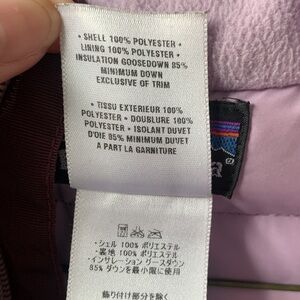 • SHELL 100% POLYESTER •
LINING 100% POLYESTER •
INSULATION GOOSEDOWN 85%
MINIMUM DOWN
EXCLUSIVE OF TRIM
• TISSU EXTERIEUR 100%
POLYESTER • DOUBLURE 100%
POLYESTER • ISOLANT DUVET
D'OIE 85% MINIMUM DUVET
A PART LA GARNITURE
・シェル 100% ポリエステル
・裏地 100% ポリエステル
・インサレーション グースダウン
85% ダウンを最小限に使用
飾り付け部分を除く